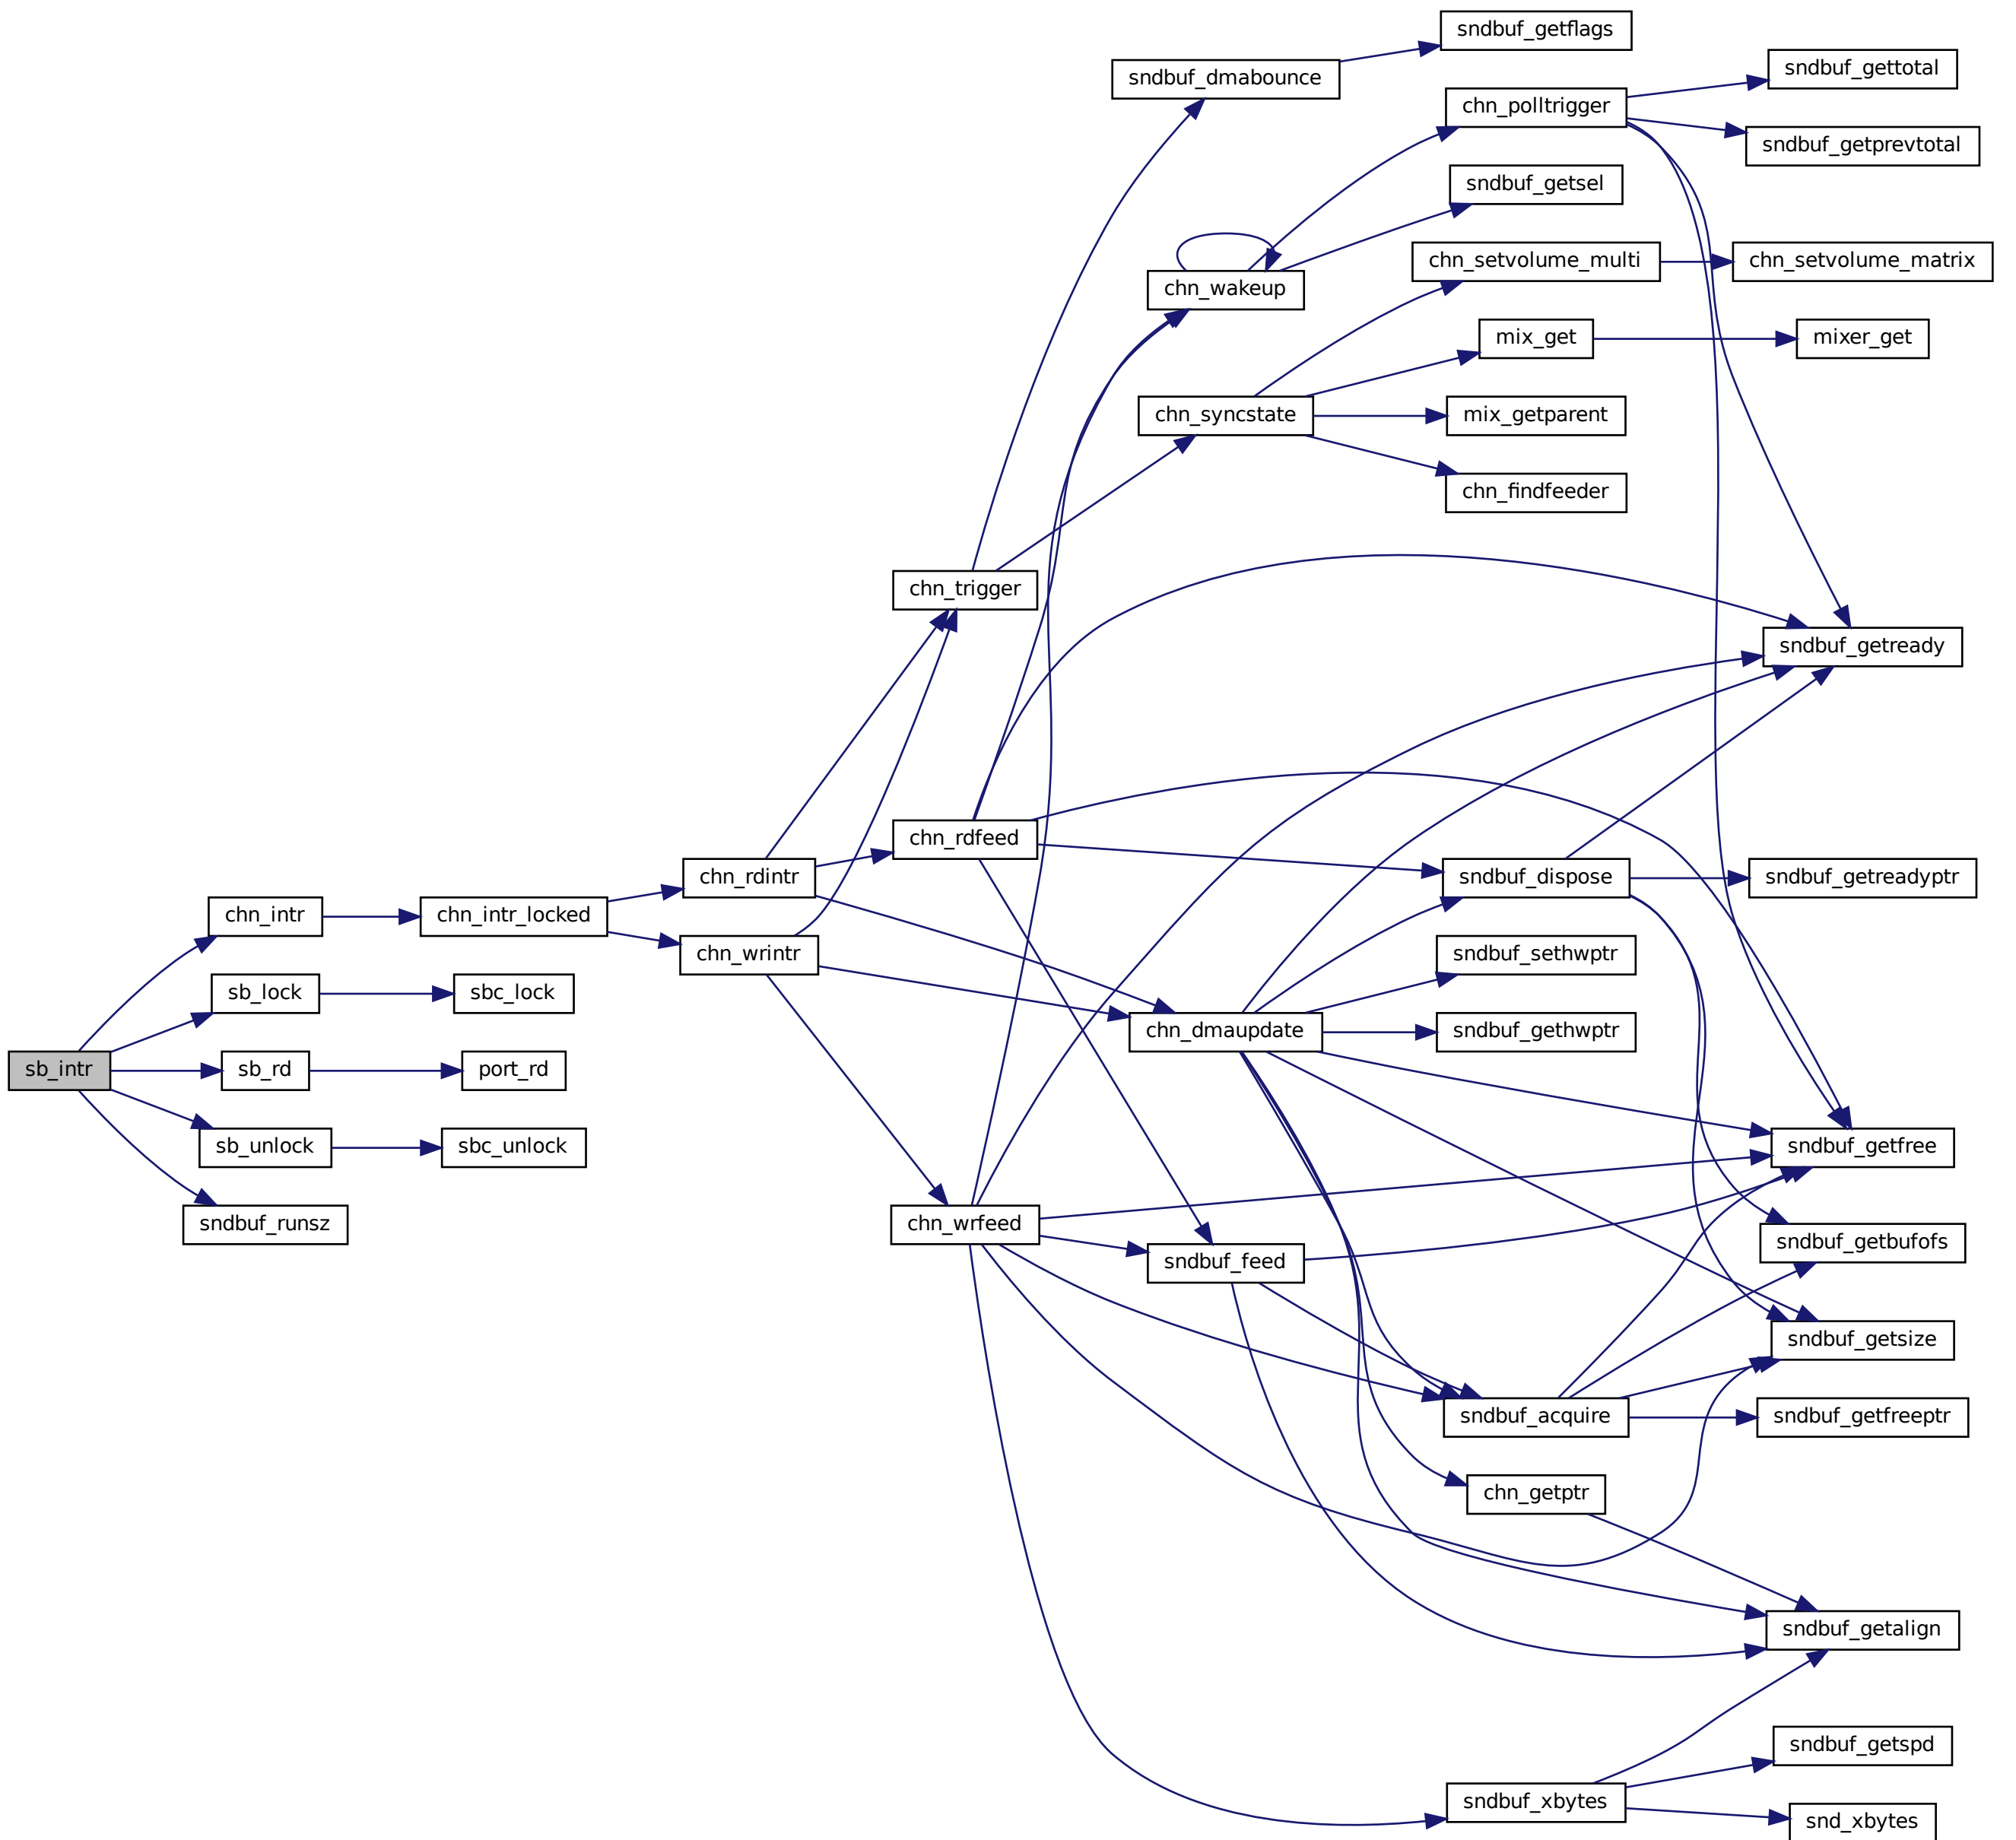 sndbuf_getflags
sndbuf_dmabounce
sndbuf_gettotal
chn_polltrigger
sndbuf_getprevtotal
sndbuf_getsel
chn_wakeup
chn_setvolume_multi
chn_setvolume_matrix
mix_get
mixer_get
chn_syncstate
mix_getparent
chn_findfeeder
chn_trigger
sndbuf_getready
chn_rdfeed
chn_rdintr
sndbuf_dispose
sndbuf_getreadyptr
chn_intr
chn_intr_locked
chn_wrintr
sndbuf_sethwptr
sb_lock
sbc_lock
chn_dmaupdate
sndbuf_gethwptr
sb_intr
sb_rd
port_rd
sb_unlock
sbc_unlock
sndbuf_getfree
sndbuf_runsz
chn_wrfeed
sndbuf_getbufofs
sndbuf_feed
sndbuf_getsize
sndbuf_acquire
sndbuf_getfreeptr
chn_getptr
sndbuf_getalign
sndbuf_getspd
sndbuf_xbytes
snd_xbytes